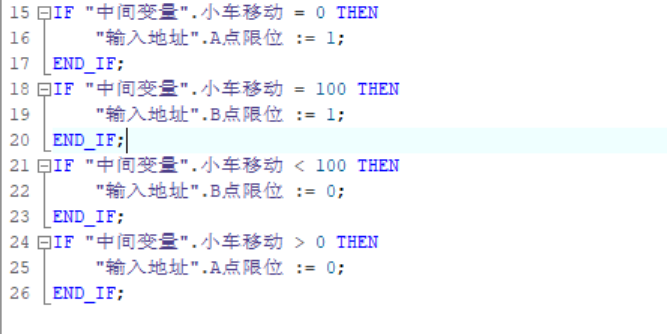 15 IF "中间变量".小车移动 = 0 THEN
16 "输入地址".A点限位 := 1;
17 END_IF;
18 IF "中间变量".小车移动 = 100 THEN
19 "输入地址".B点限位 := 1;
20 END_IF;
21 IF "中间变量".小车移动 < 100 THEN
22 "输入地址".B点限位 := 0;
23 END_IF;
24 IF "中间变量".小车移动 > 0 THEN
25 "输入地址".A点限位 := 0;
26 END_IF;